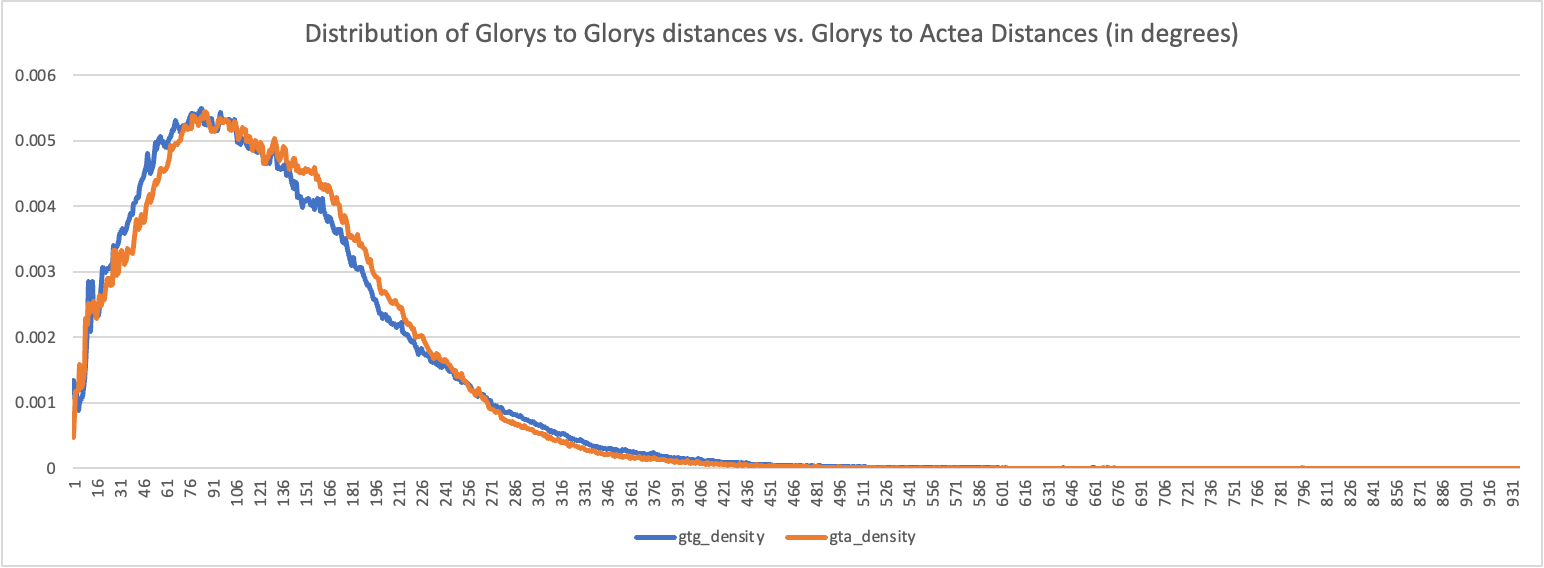 Distribution of Glorys to Glorys distances vs. Glorys to Actea Distances (in degrees)
0.006
0.005
0.004
0.003
0.002
0.001
0
1 16 31 46 61 76 91 106 121 136 151 166 181 196 211 226 241 256 271 286 301 316 331 346 361 376 391 406 421 436 451 466 481 496 511 526 541 556 571 586 601 616 631 646 661 676 691 706 721 736 751 766 781 796 811 826 841 856 871 886 901 916 931
gtg_density gta_density